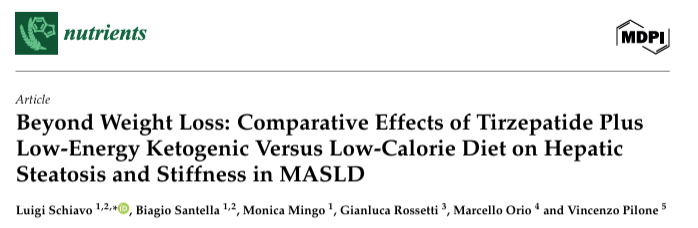 nutrients
MDPI
Article
Beyond Weight Loss: Comparative Effects of Tirzepatide Plus
Low-Energy Ketogenic Versus Low-Calorie Diet on Hepatic
Steatosis and Stiffness in MASLD
Luigi Schiavo 1,2,*iD, Biagio Santella 1,2, Monica Mingo 1, Gianluca Rossetti 3, Marcello Orio 4 and Vincenzo Pilone 5